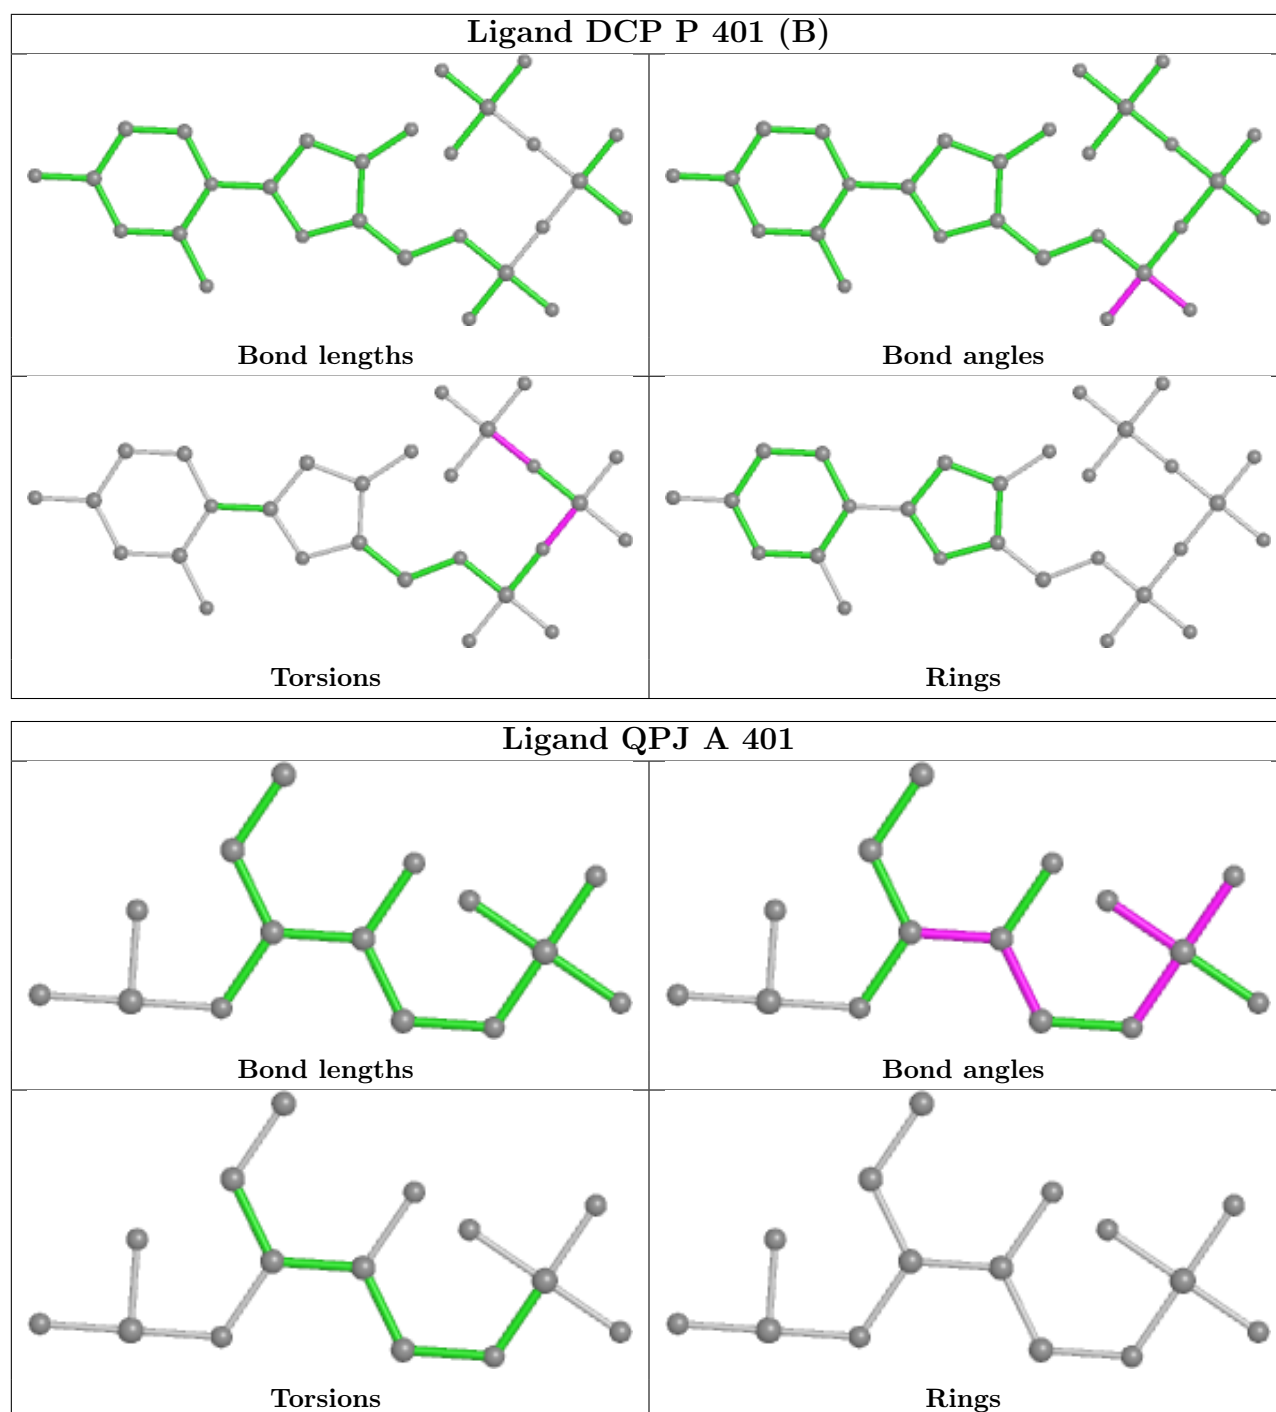 Ligand DCP P 401 (B)
Bond lengths
Bond angles
Torsions
Rings
Ligand QPJ A 401
Bond lengths
Bond angles
Torsions
Rings